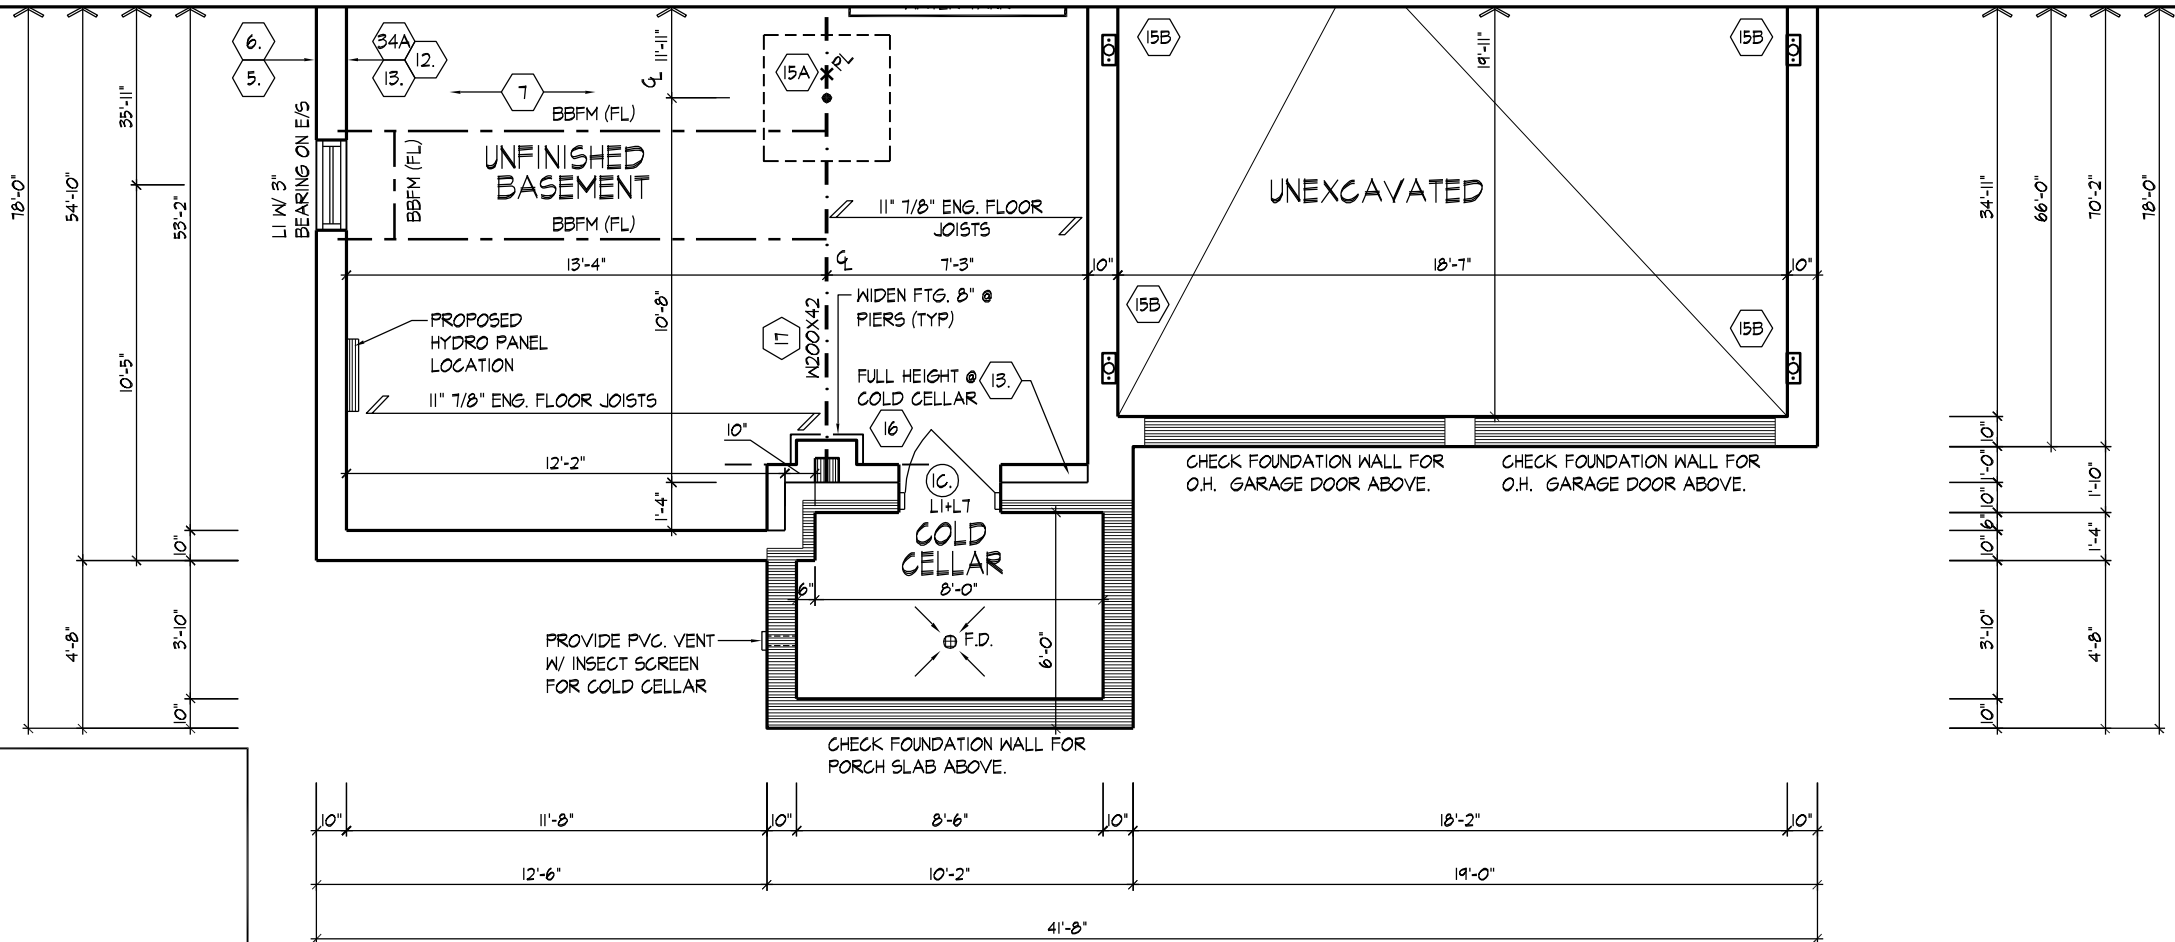 6.
5.
34A
12.
13.
7
BBFM (FL)
UNFINISHED
BASEMENT
BBFM (FL)
BBFM (FL)
L1 W/ 3"
BEARING ON E/S
11'-11"
15A
PL
15B
15B
19'-11"
UNEXCAVATED
11" 7/8" ENG. FLOOR
JOISTS
13'-4"
7'-3"
10"
18'-7"
10"
15B
15B
WIDEN FTG. 8" @
PIERS (TYP)
17
W200X42
10'-8"
PROPOSED
HYDRO PANEL
LOCATION
11" 7/8" ENG. FLOOR JOISTS
FULL HEIGHT @
COLD CELLAR
13.
16
10"
12'-2"
1'-4"
1C.
L1+L7
COLD
CELLAR
6"
8'-0"
F.D.
6'-0"
CHECK FOUNDATION WALL FOR
O.H. GARAGE DOOR ABOVE.
CHECK FOUNDATION WALL FOR
O.H. GARAGE DOOR ABOVE.
PROVIDE PVC. VENT
W/ INSECT SCREEN
FOR COLD CELLAR
CHECK FOUNDATION WALL FOR
PORCH SLAB ABOVE.
78'-0"
54'-10"
4'-8"
35'-11"
10'-5"
53'-2"
10"
3'-10"
10"
34'-11"
10"
1'-0"
10"
6"
10"
3'-10"
10"
66'-0"
70'-2"
1'-10"
1'-4"
4'-8"
78'-0"
10"
11'-8"
10"
8'-6"
10"
18'-2"
10"
12'-6"
10'-2"
19'-0"
41'-8"